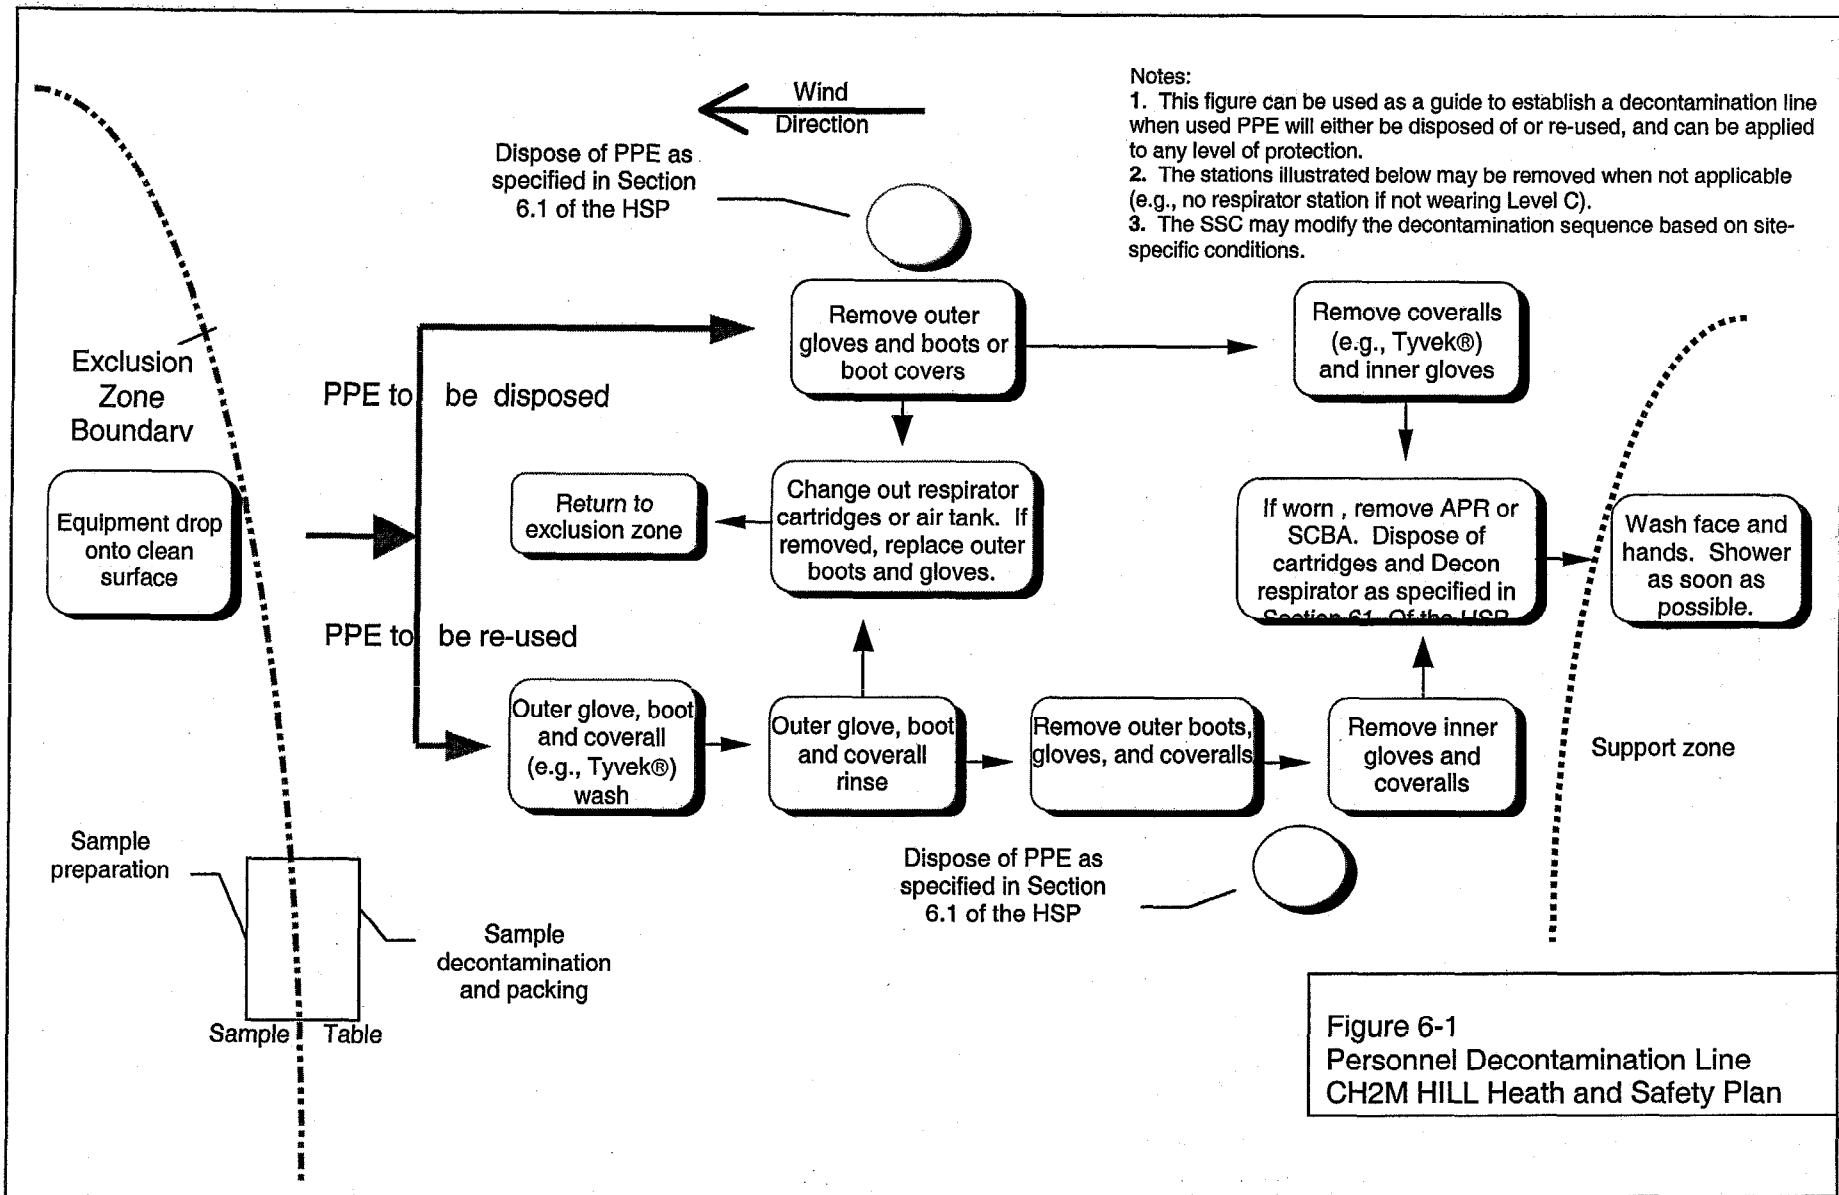 Wind
Direction
Notes:
1. This figure can be used as a guide to establish a decontamination line
when used PPE will either be disposed of or re-used, and can be applied
to any level of protection.
2. The stations illustrated below may be removed when not applicable
(e.g., no respirator station if not wearing Level C).
3. The SSC may modify the decontamination sequence based on site-
specific conditions.
Dispose of PPE as
specified in Section
6.1 of the HSP
Exclusion
Zone
Boundary
Equipment drop
onto clean
surface
PPE to be disposed
PPE to be re-used
Remove outer
gloves and boots or
boot covers
Remove coveralls
(e.g., Tyvek®)
and inner gloves
Return to
exclusion zone
Change out respirator
cartridges or air tank. If
removed, replace outer
boots and gloves.
If worn , remove APR or
SCBA. Dispose of
cartridges and Decon
respirator as specified in
Section 61. Of the HSP
Wash face and
hands. Shower
as soon as
possible.
Outer glove, boot
and coverall
(e.g., Tyvek®)
wash
Outer glove, boot
and coverall
rinse
Remove outer boots,
gloves, and coveralls
Remove inner
gloves and
coveralls
Support zone
Dispose of PPE as
specified in Section
6.1 of the HSP
Sample
preparation
Sample
decontamination
and packing
Sample Table
Figure 6-1
Personnel Decontamination Line
CH2M HILL Heath and Safety Plan